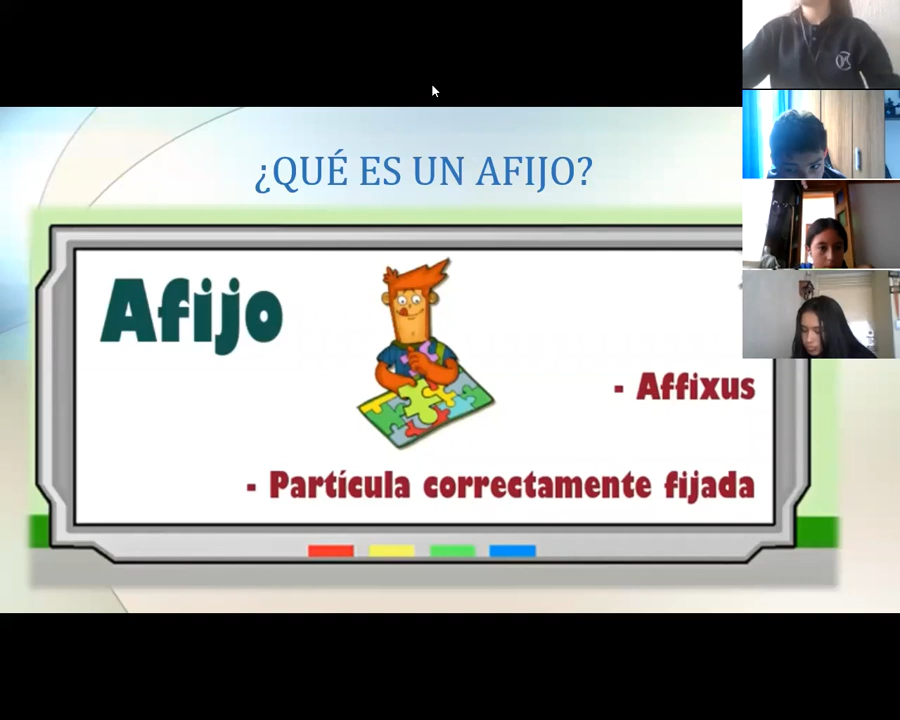 ¿QUÉ ES UN AFIJO?
Afijo
- Affixus
- Partícula correctamente fijada